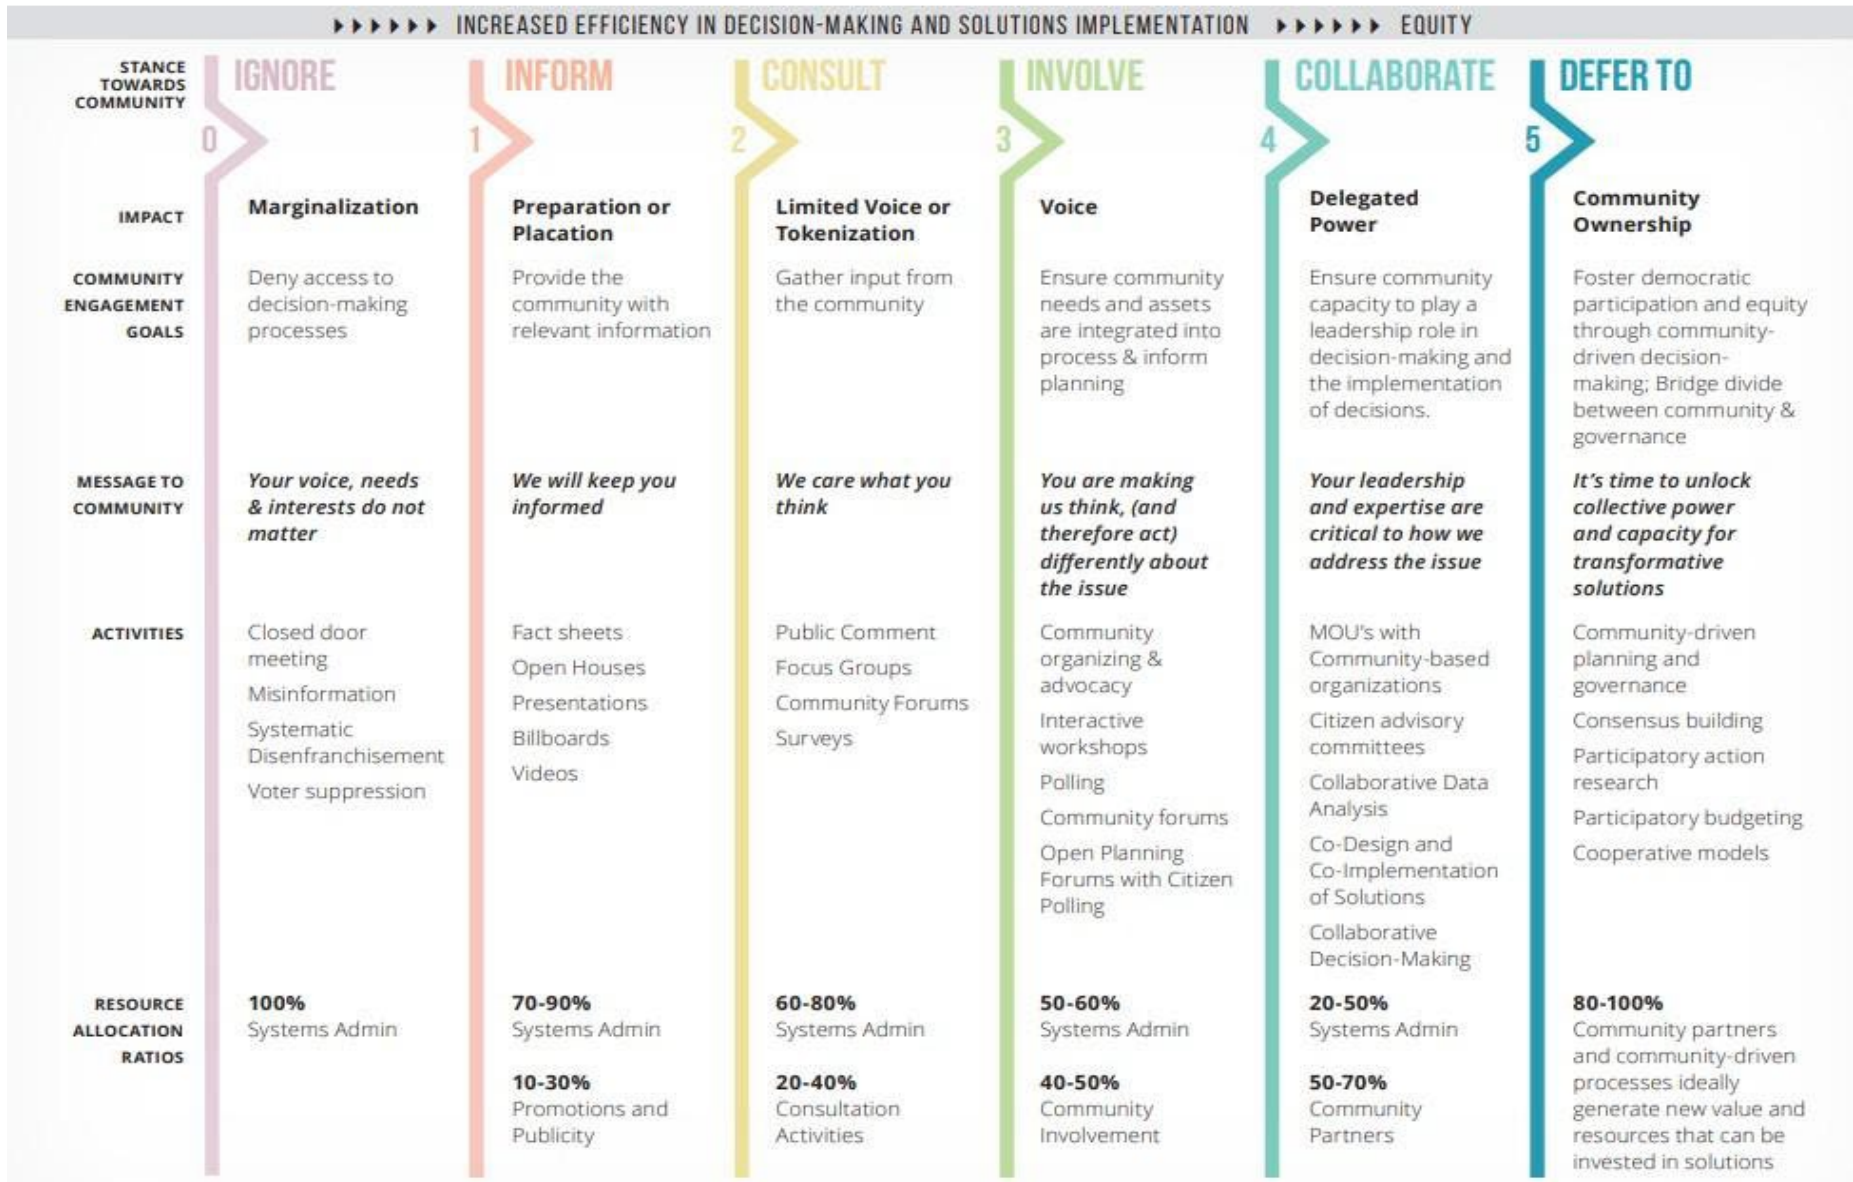 INCREASED EFFICIENCY IN DECISION-MAKING AND SOLUTIONS IMPLEMENTATION EQUITY
STANCE
TOWARDS
COMMUNITY
IGNORE
INFORM
CONSULT
INVOLVE
COLLABORATE
DEFER TO
0
1
2
3
4
5
IMPACT
Marginalization
Preparation or
Placation
Limited Voice or
Tokenization
Voice
Delegated
Power
Community
Ownership
COMMUNITY
ENGAGEMENT
GOALS
Deny access to
decision-making
processes
Provide the
community with
relevant information
Gather input from
the community
Ensure community
needs and assets
are integrated into
process & inform
planning
Ensure community
capacity to play a
leadership role in
decision-making and
the implementation
of decisions.
Foster democratic
participation and equity
through community-
driven decision-
making; Bridge divide
between community &
governance
MESSAGE TO
COMMUNITY
Your voice, needs
& interests do not
matter
We will keep you
informed
We care what you
think
You are making
us think, (and
therefore act)
differently about
the issue
Your leadership
and expertise are
critical to how we
address the issue
It's time to unlock
collective power
and capacity for
transformative
solutions
ACTIVITIES
Closed door
meeting
Misinformation
Systematic
Disenfranchisement
Voter suppression
Fact sheets
Open Houses
Presentations
Billboards
Videos
Public Comment
Focus Groups
Community Forums
Surveys
Community
organizing &
advocacy
Interactive
workshops
Polling
Community forums
Open Planning
Forums with Citizen
Polling
MOU's with
Community-based
organizations
Citizen advisory
committees
Collaborative Data
Analysis
Co-Design and
Co-Implementation
of Solutions
Collaborative
Decision-Making
Community-driven
planning and
governance
Consensus building
Participatory action
research
Participatory budgeting
Cooperative models
RESOURCE
ALLOCATION
RATIOS
100%
Systems Admin
70-90%
Systems Admin
10-30%
Promotions and
Publicity
60-80%
Systems Admin
20-40%
Consultation
Activities
50-60%
Systems Admin
40-50%
Community
Involvement
20-50%
Systems Admin
50-70%
Community
Partners
80-100%
Community partners
and community-driven
processes ideally
generate new value and
resources that can be
invested in solutions